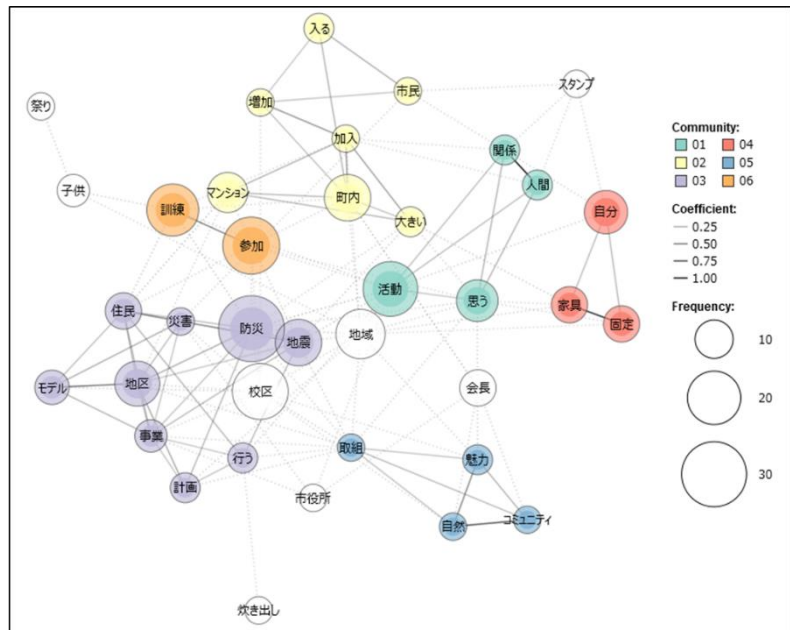 入る
スタンプ
市民
増加
祭り
加入
関係
Community:
01 04
02 05
03 06
人間
子供
マンション
町内
訓練
大きい
自分
参加
Coefficient:
0.25
0.50
0.75
1.00
活動
思う
家具
住民
災害
防災
地震
地域
固定
Frequency:
10
20
30
モデル
地区
校区
会長
事業
取組
行う
魅力
計画
市役所
自然
コミュニティ
炊き出し